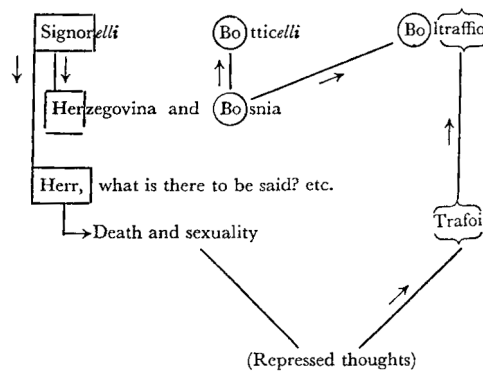 Signorelli Botticelli Boltraffio
Herzegovina and Bosnia
Herr, what is there to be said? etc.
Trafoi
Death and sexuality
(Repressed thoughts)